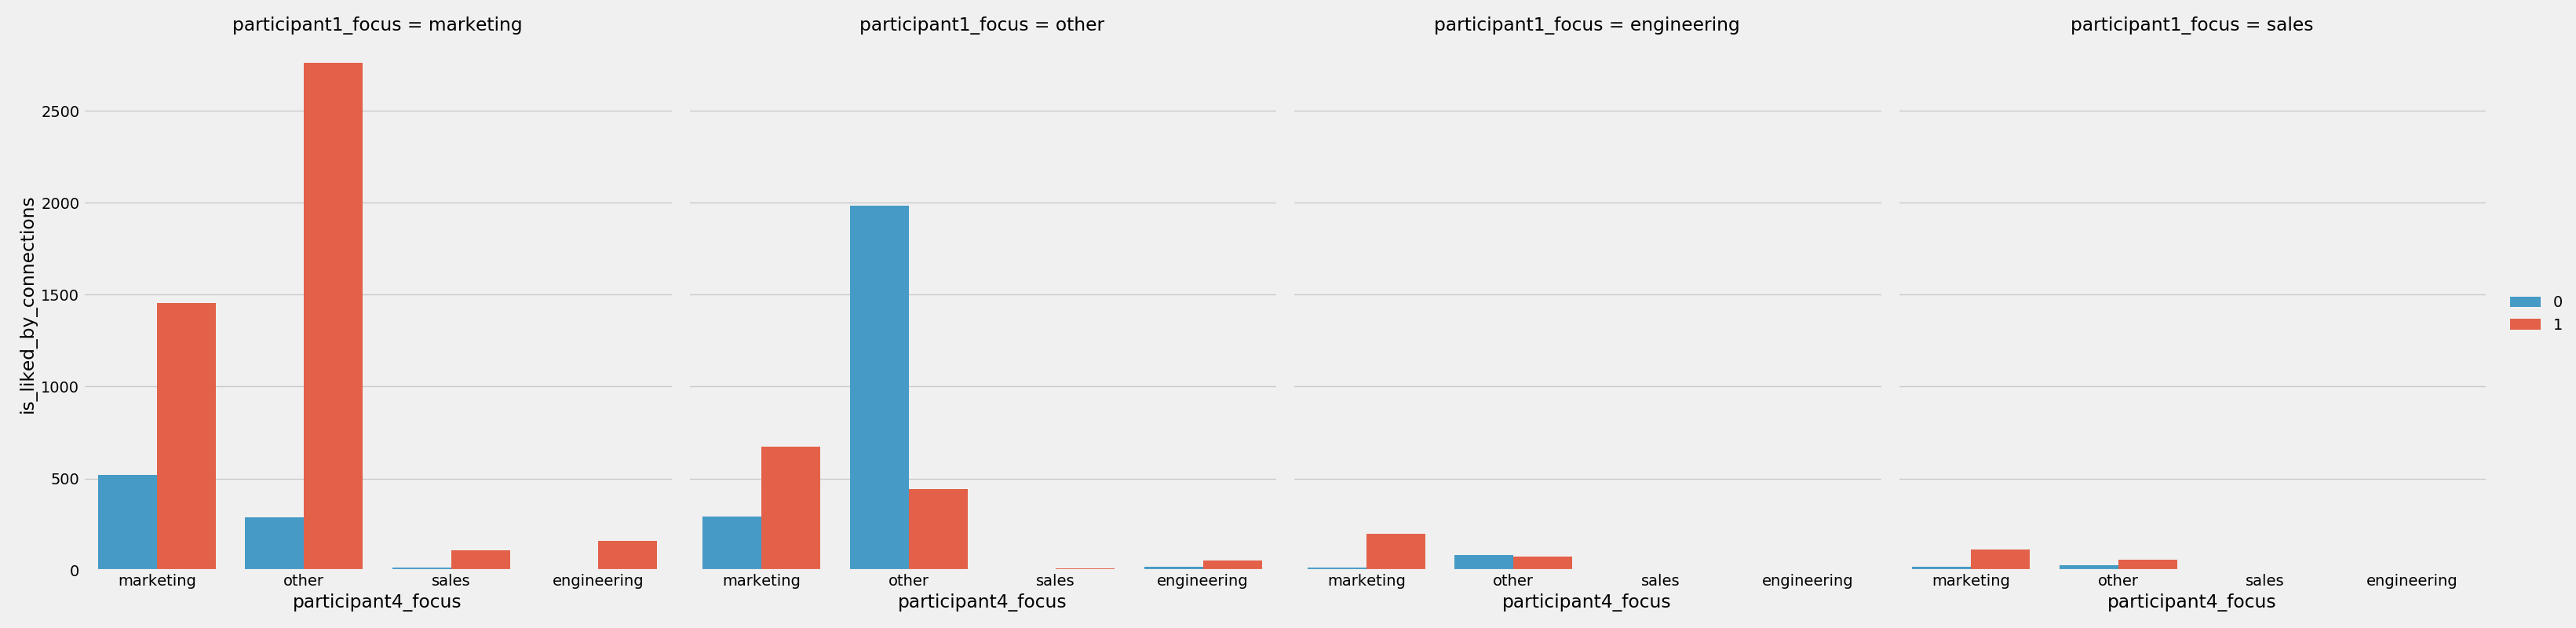 participant1_focus = marketing
participant1_focus = other
participant1_focus = engineering
participant1_focus = sales
is_liked_by_connections
2500
2000
1500
1000
500
0
marketing other sales engineering
participant4_focus
marketing other sales engineering
participant4_focus
marketing other sales engineering
participant4_focus
marketing other sales engineering
participant4_focus
0
1